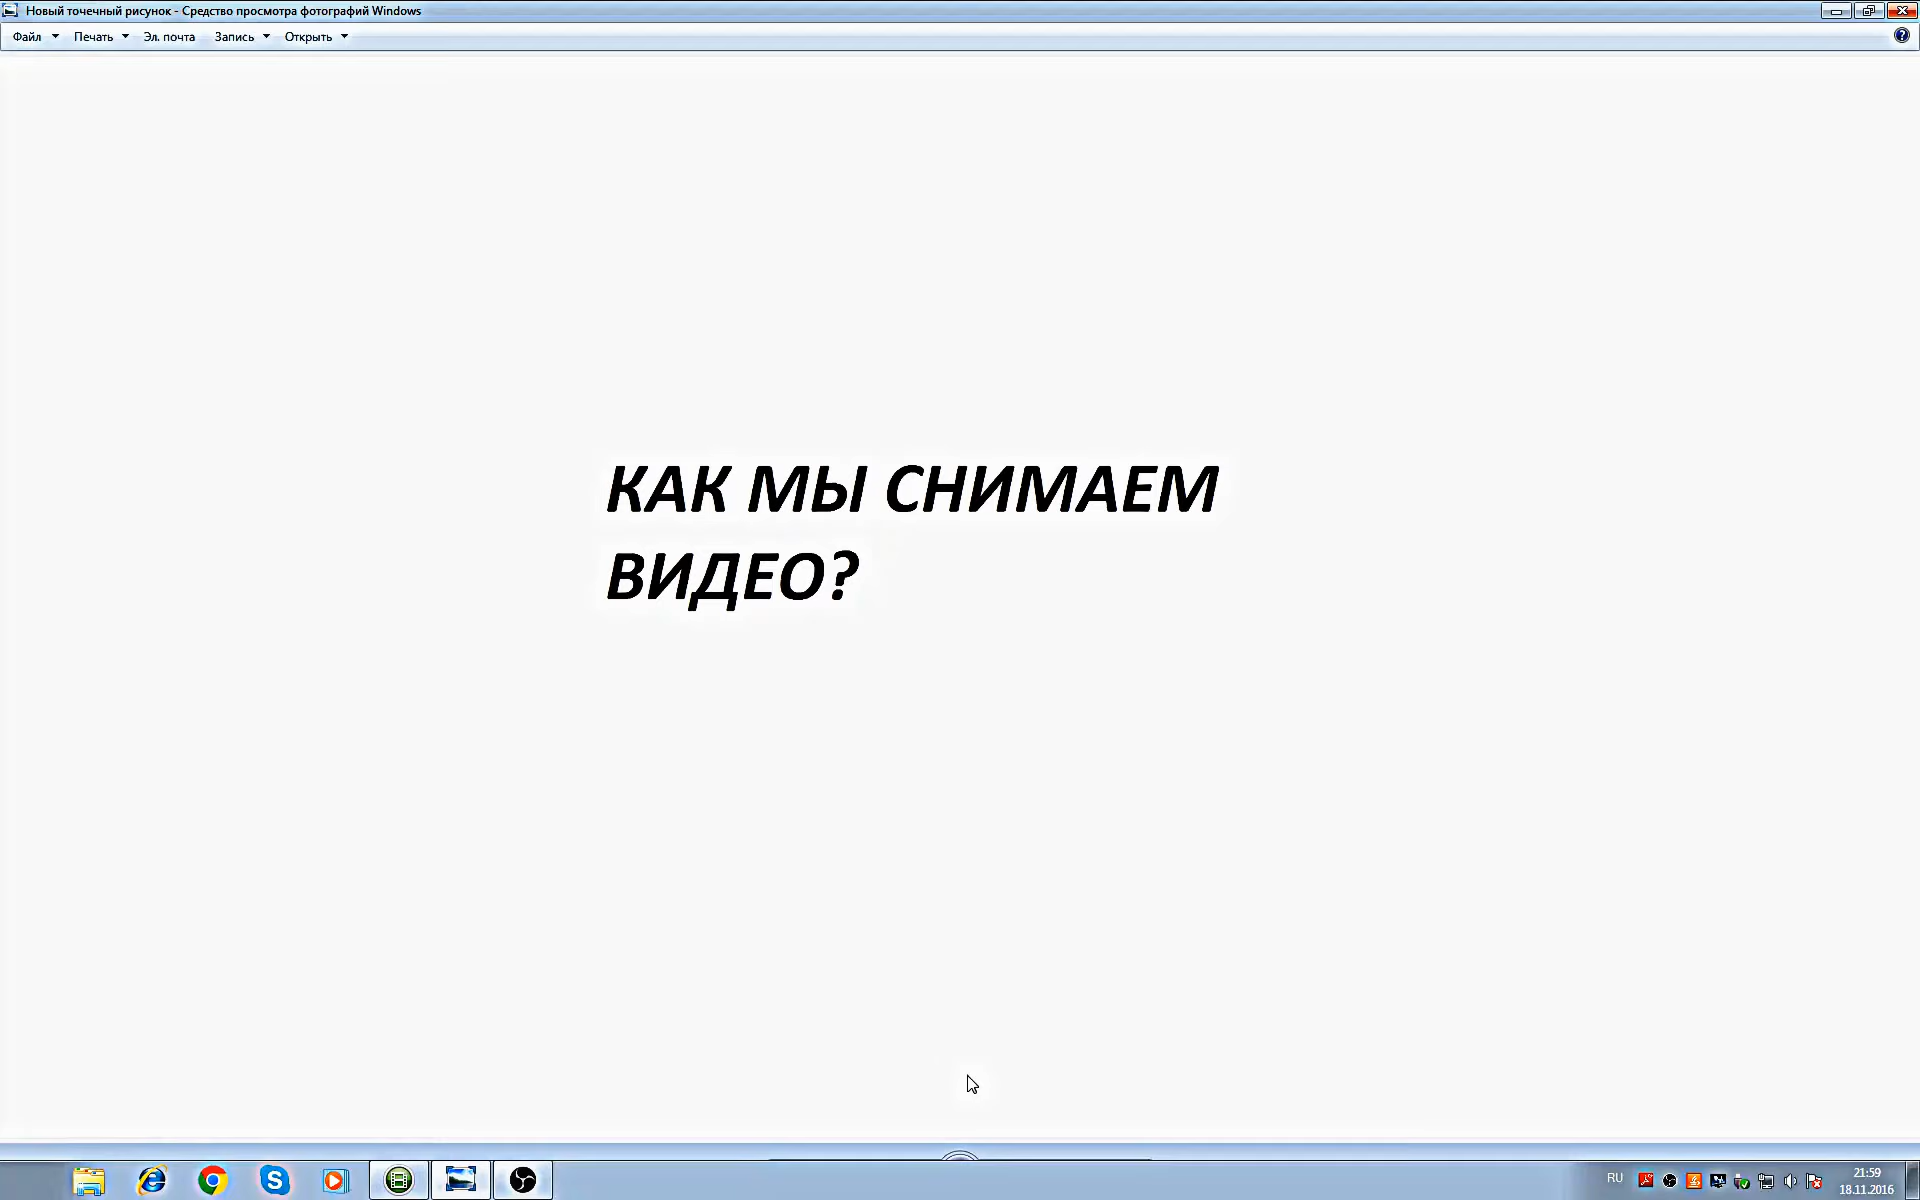 Новый точечный рисунок - Средство просмотра фотографий Windows
Файл Печать Эл. почта Запись Открыть
КАК МЫ СНИМАЕМ
ВИДЕО?
RU
21:59
18.11.2016